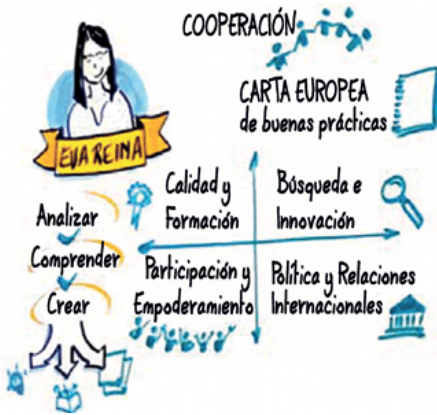 COOPERACIÓN
CARTA EUROPEA
de buenas prácticas
EVA REINA
Analizar
Comprender
Crear
Calidad y
Formación
Búsqueda e
Innovación
Participación y
Empoderamiento
Política y Relaciones
Internacionales